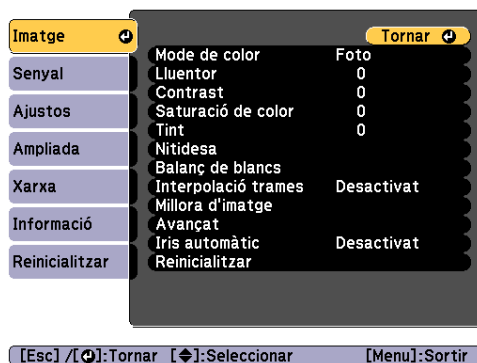 Imatge
Senyal
Ajustos
Ampliada
Xarxa
Informació
Reinicialitzar
Tornar
Mode de color Foto
Lluentor 0
Contrast 0
Saturació de color 0
Tint 0
Nitidesa
Balanç de blancs
Interpolació trames Desactivat
Millora d'imatge
Avançat
Iris automàtic Desactivat
Reinicialitzar
[Esc] /[⏎]:Tornar [◆]:Seleccionar [Menu]:Sortir